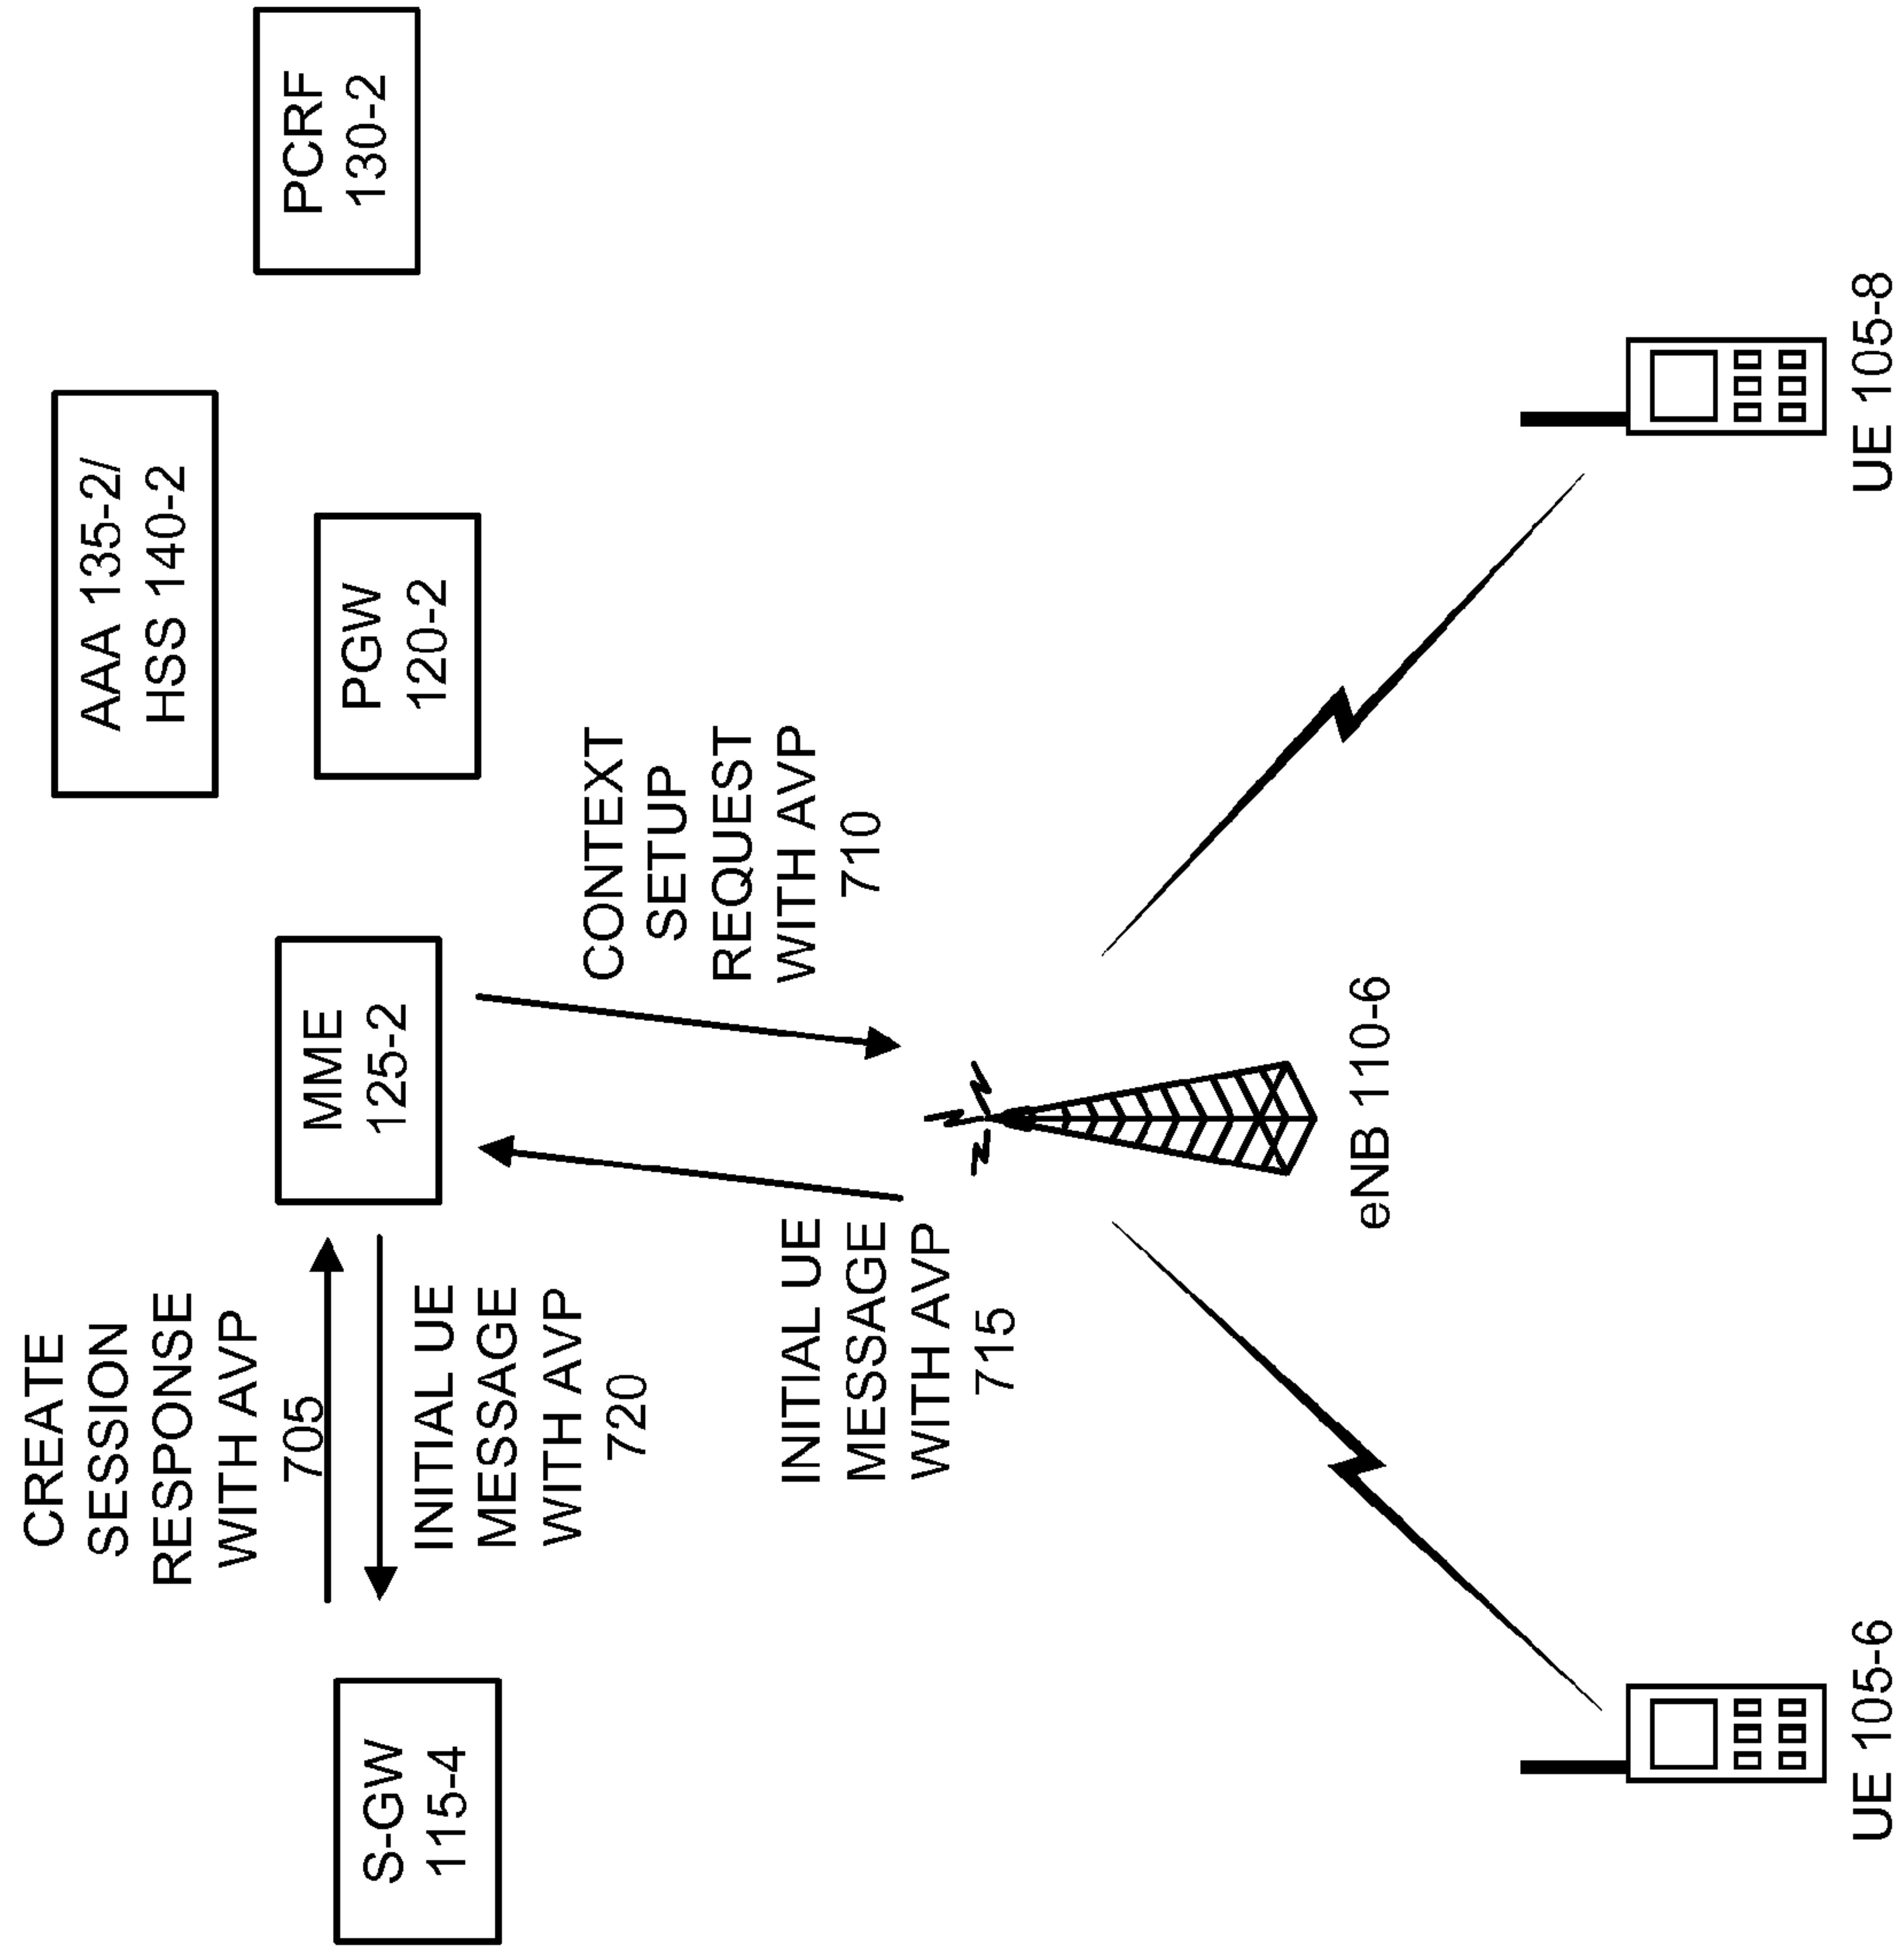 AAA 135-2/
HSS 140-2
PCRF
130-2
PGW
120-2
MME
125-2
S-GW
115-4
CREATE
SESSION
RESPONSE
WITH AVP
705
INITIAL UE
MESSAGE
WITH AVP
720
CONTEXT
SETUP
REQUEST
WITH AVP
710
INITIAL UE
MESSAGE
WITH AVP
715
eNB 110-6
UE 105-6
UE 105-8